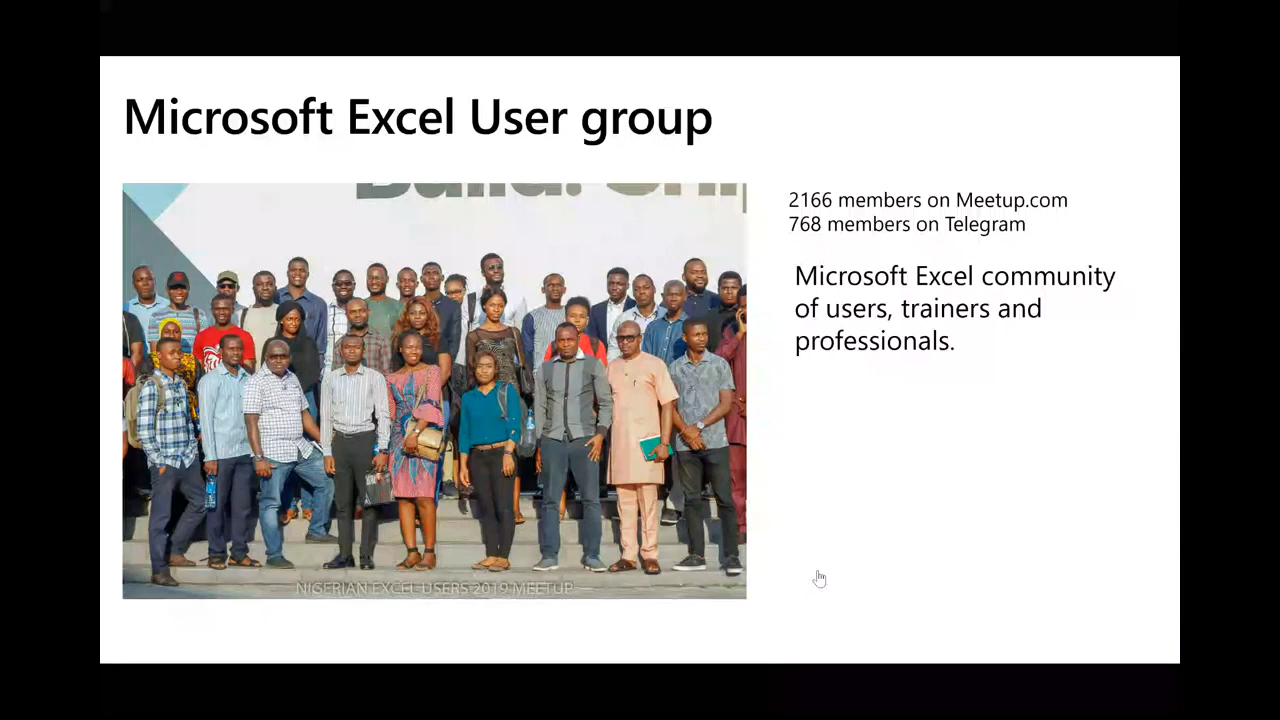 Microsoft Excel User group
2166 members on Meetup.com
768 members on Telegram
Microsoft Excel community
of users, trainers and
professionals.
NIGERIAN EXCEL USERS 2019 MEETUP